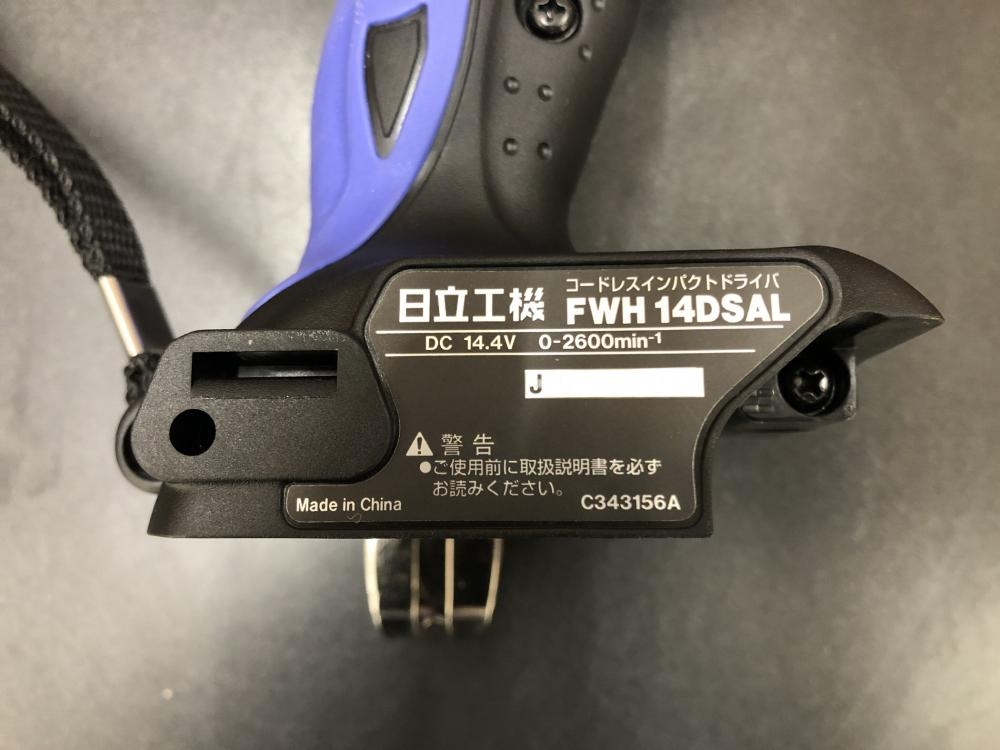 コードレスインパクトドライバ
日立工機 FWH 14DSAL
DC 14.4V 0-2600min⁻¹
J
警告
●ご使用前に取扱説明書を必ず
お読みください。
Made in China C343156A